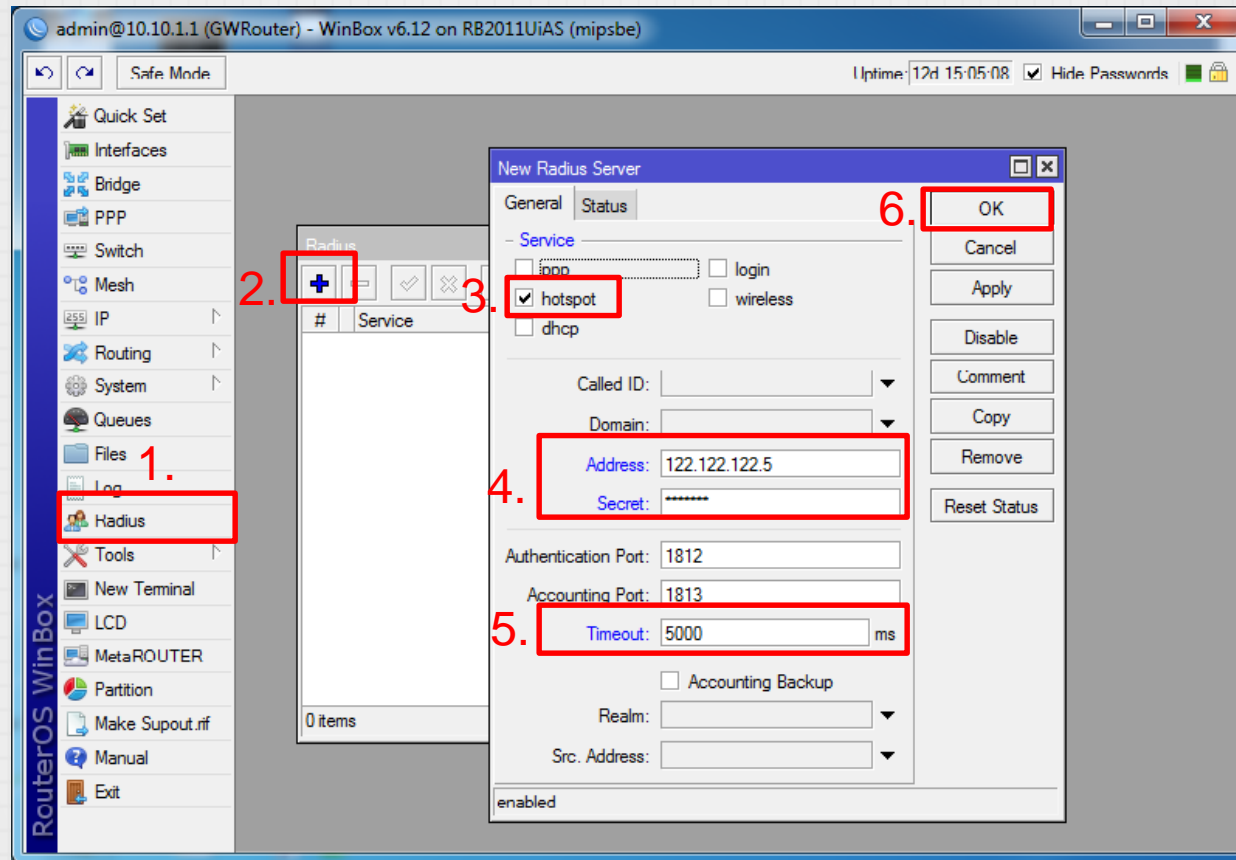 admin@10.10.1.1 (GWRouter) - WinBox v6.12 on RB2011UiAS (mipsbe)
Safe Mode
Uptime: 12d 15:05:08 Hide Passwords
Quick Set
Interfaces
Bridge
PPP
Switch
Mesh
IP
Routing
System
Queues
Files
1.
Log
Radius
Tools
New Terminal
LCD
MetaROUTER
Partition
Make Supout.rif
Manual
Exit
RouterOS WinBox
Radius
2.
# Service
0 items
New Radius Server
General Status
Service
ppp login
3.
hotspot wireless
dhcp
Called ID:
Domain:
4.
Address: 122.122.122.5
Secret: *******
Authentication Port: 1812
Accounting Port: 1813
5.
Timeout: 5000 ms
Accounting Backup
Realm:
Src. Address:
enabled
6.
OK
Cancel
Apply
Disable
Comment
Copy
Remove
Reset Status